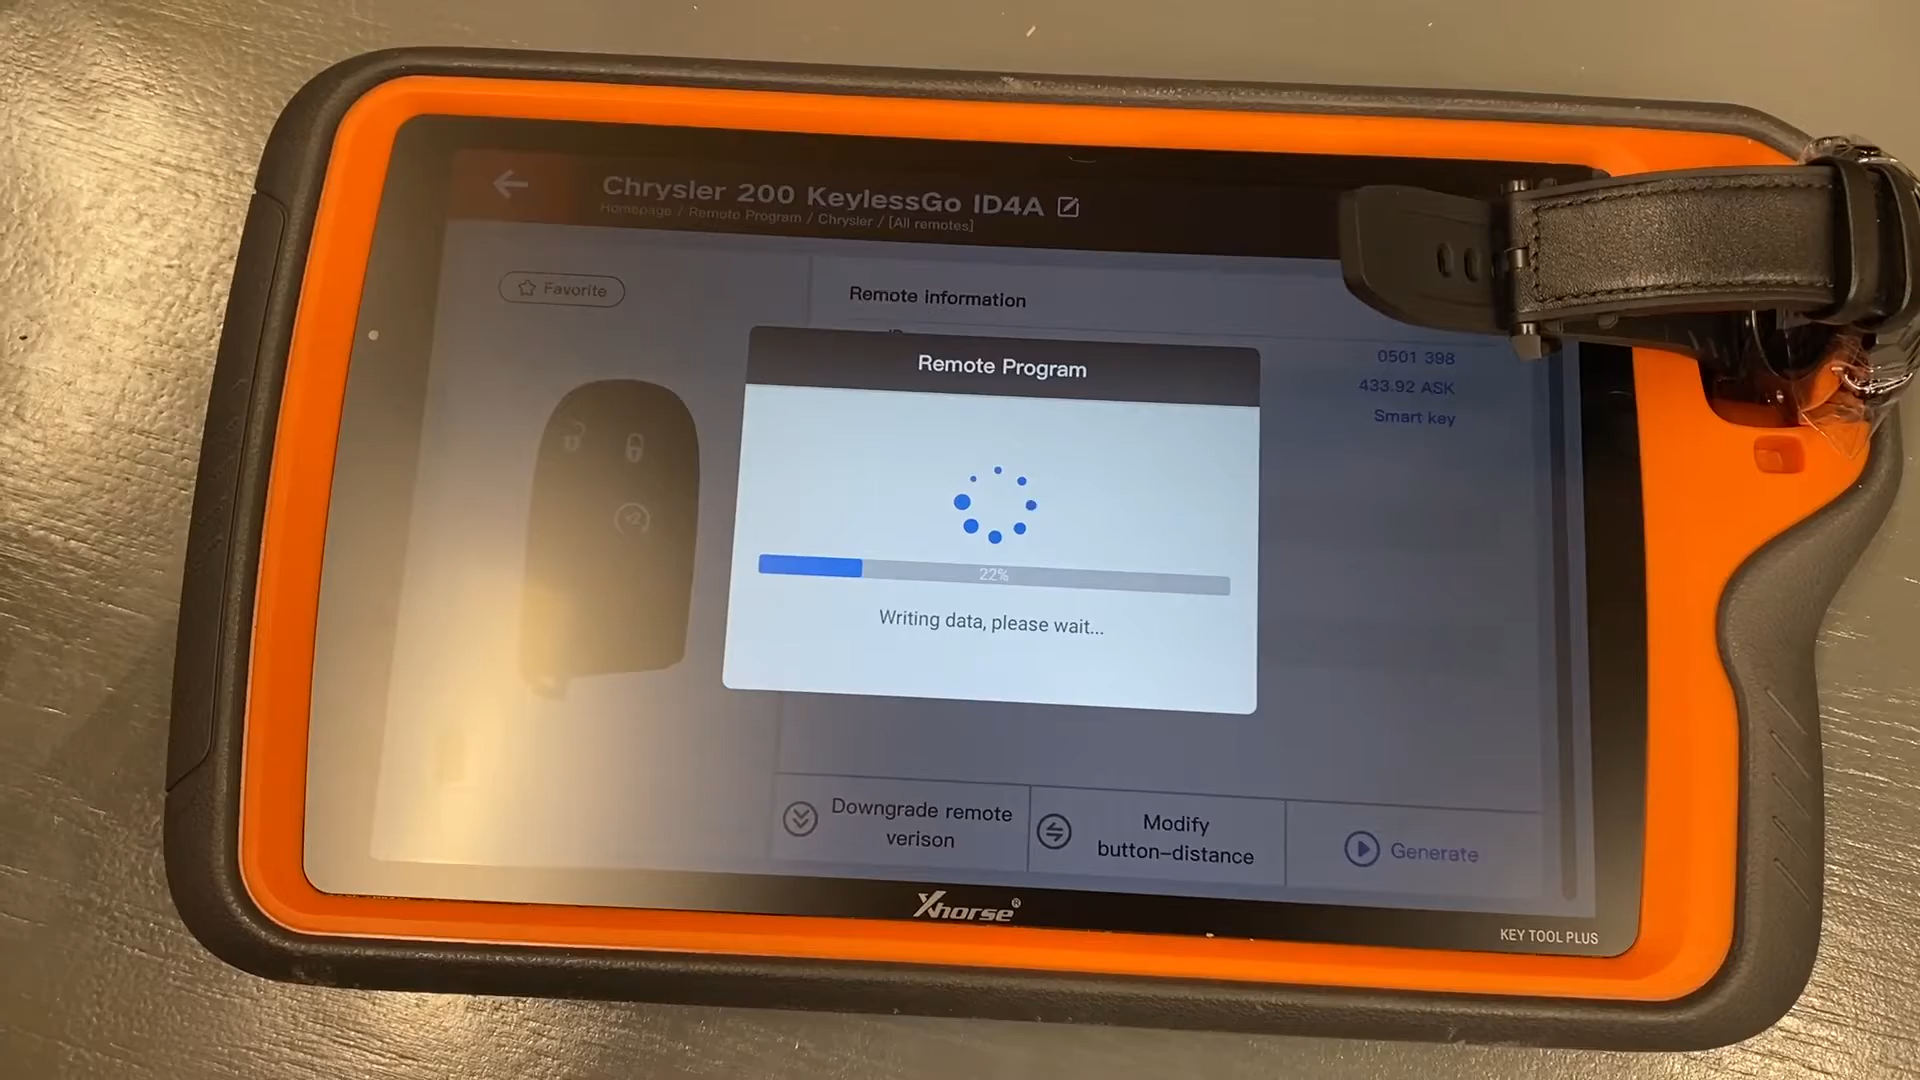 Chrysler 200 KeylessGo ID4A
Homepage / Remote Program / Chrysler / [All remotes]
Favorite
Remote information
ID
0501 398
433.92 ASK
Smart key
Remote Program
22%
Writing data, please wait...
x2
Downgrade remote
verison
Modify
button-distance
Generate
Xhorse®
KEY TOOL PLUS